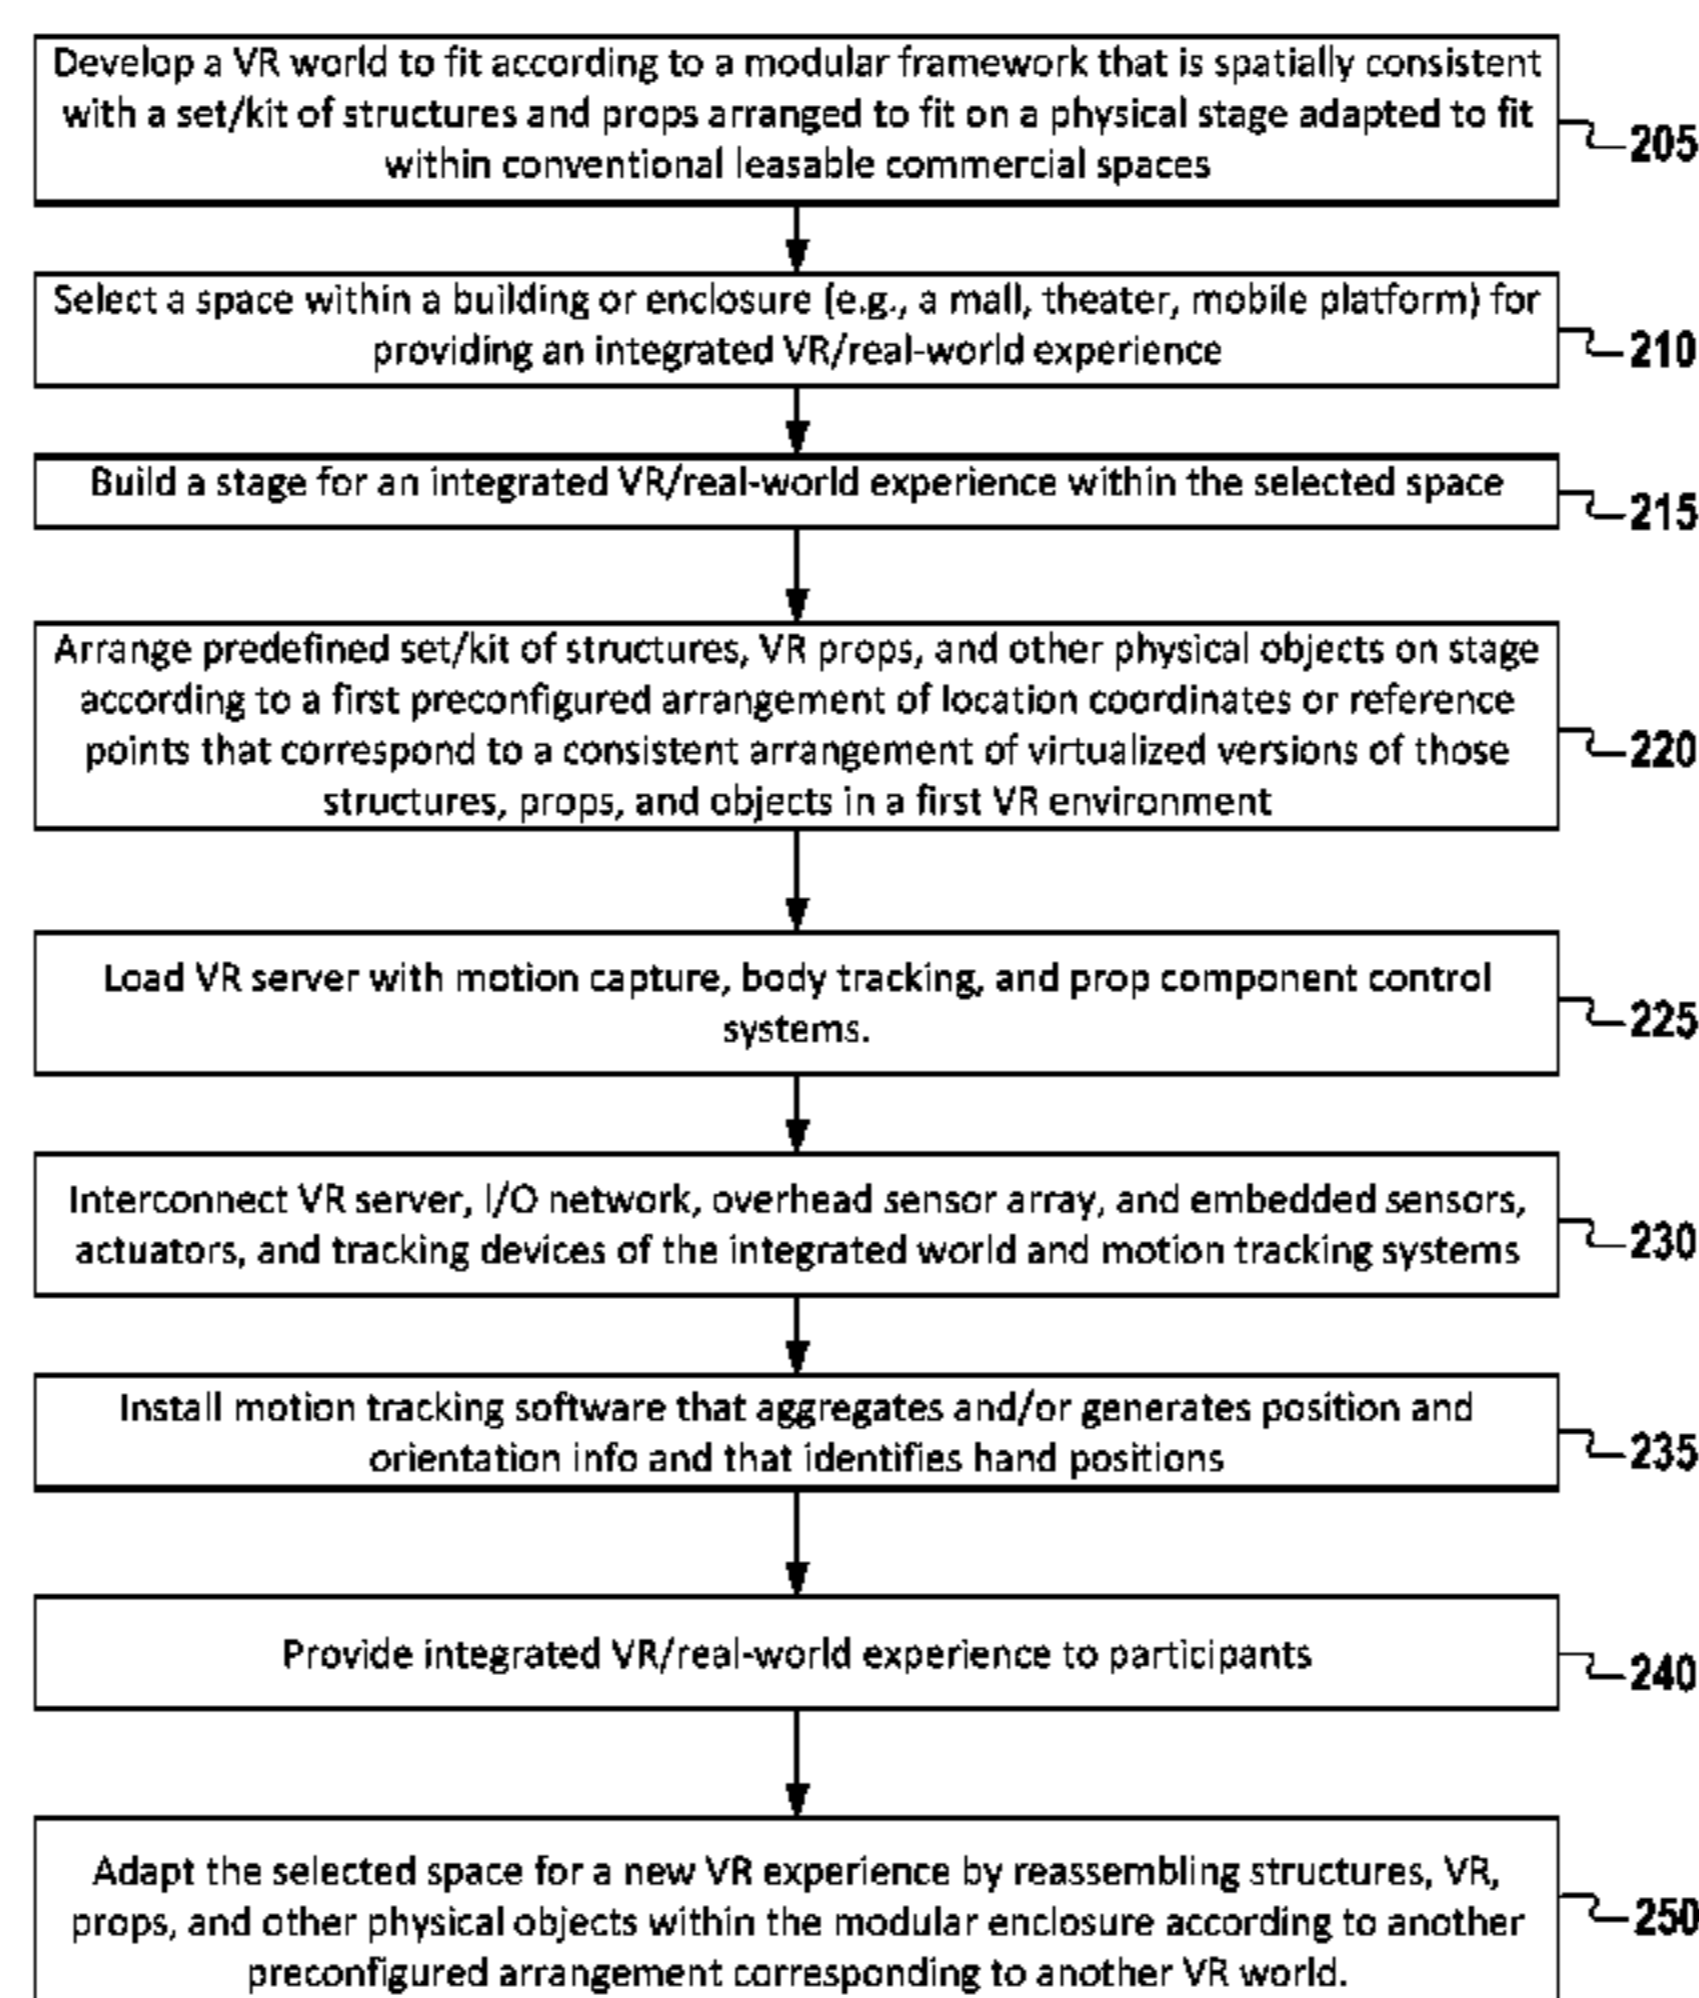 Develop a VR world to fit according to a modular framework that is spatially consistent
with a set/kit of structures and props arranged to fit on a physical stage adapted to fit
within conventional leasable commercial spaces
205
Select a space within a building or enclosure (e.g., a mall, theater, mobile platform) for
providing an integrated VR/real-world experience
210
Build a stage for an integrated VR/real-world experience within the selected space
215
Arrange predefined set/kit of structures, VR props, and other physical objects on stage
according to a first preconfigured arrangement of location coordinates or reference
points that correspond to a consistent arrangement of virtualized versions of those
structures, props, and objects in a first VR environment
220
Load VR server with motion capture, body tracking, and prop component control
systems.
225
Interconnect VR server, I/O network, overhead sensor array, and embedded sensors,
actuators, and tracking devices of the integrated world and motion tracking systems
230
Install motion tracking software that aggregates and/or generates position and
orientation info and that identifies hand positions
235
Provide integrated VR/real-world experience to participants
240
Adapt the selected space for a new VR experience by reassembling structures, VR,
props, and other physical objects within the modular enclosure according to another
preconfigured arrangement corresponding to another VR world.
250